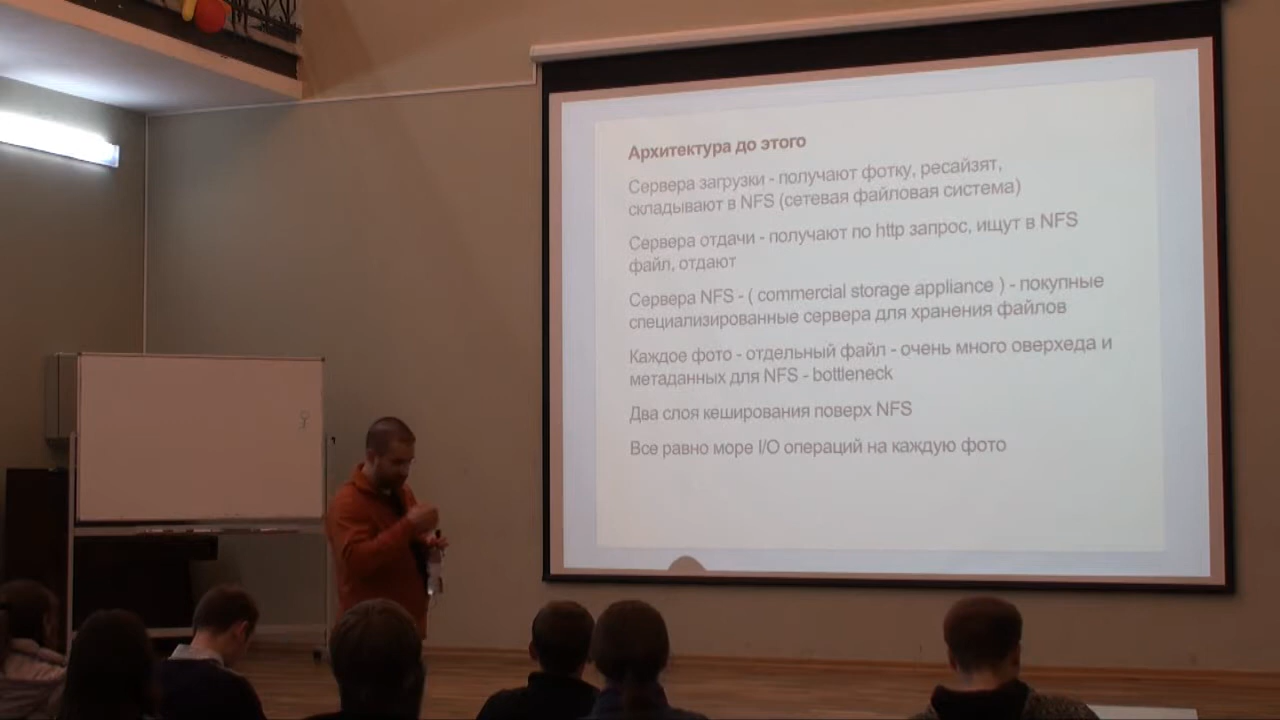 Архитектура до этого
Сервера загрузки - получают фотку, ресайзят,
складывают в NFS (сетевая файловая система)
Сервера отдачи - получают по http запрос, ищут в NFS
файл, отдают
Сервера NFS - ( commercial storage appliance ) - покупные
специализированные сервера для хранения файлов
Каждое фото - отдельный файл - очень много оверхеда и
метаданных для NFS - bottleneck
Два слоя кеширования поверх NFS
Все равно море I/O операций на каждую фото